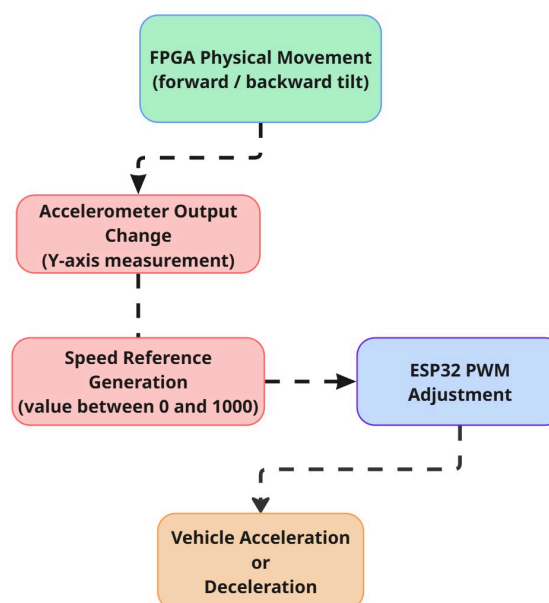 FPGA Physical Movement
(forward / backward tilt)
Accelerometer Output
Change
(Y-axis measurement)
Speed Reference
Generation
(value between 0 and 1000)
ESP32 PWM
Adjustment
Vehicle Acceleration
or
Deceleration